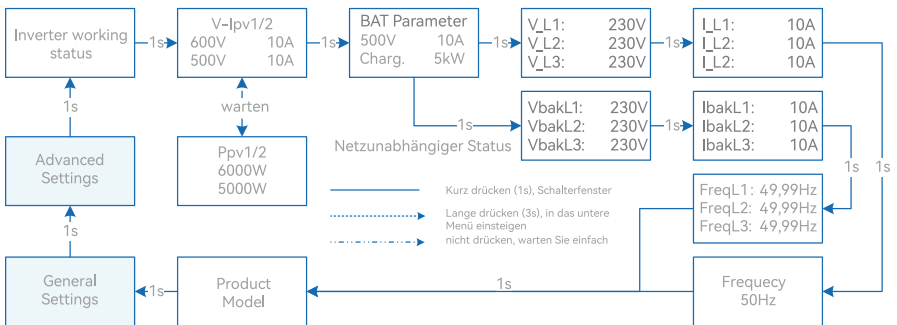 Inverter working
status
1s
V-Ipv1/2
600V 10A
500V 10A
1s
BAT Parameter
500V 10A
Charg. 5kW
1s
V_L1: 230V
V_L2: 230V
V_L3: 230V
1s
I_L1: 10A
I_L2: 10A
I_L2: 10A
1s
warten
1s
Netzunabhängiger Status
VbakL1: 230V
VbakL2: 230V
VbakL3: 230V
1s
IbakL1: 10A
IbakL2: 10A
IbakL3: 10A
Advanced
Settings
Ppv1/2
6000W
5000W
1s
1s
Kurz drücken (1s), Schalterfenster
Lange drücken (3s), in das untere
Menü einsteigen
nicht drücken, warten Sie einfach
FreqL1: 49,99Hz
FreqL2: 49,99Hz
FreqL3: 49,99Hz
1s
General
Settings
1s
Product
Model
1s
Frequecy
50Hz